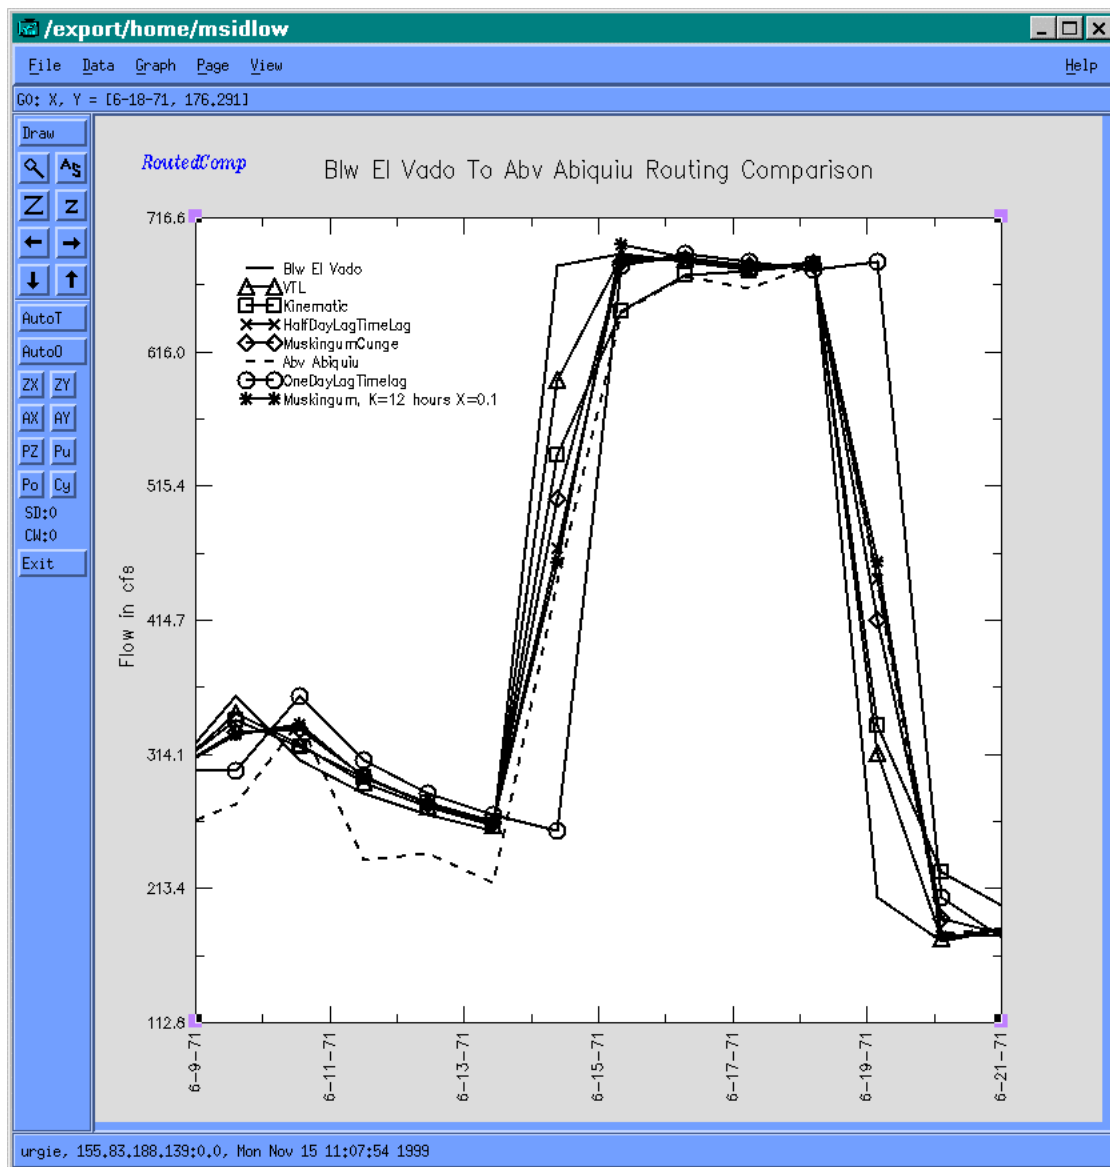 /export/home/msidlow
File Data Graph Page View Help
G0: X, Y = [6-18-71, 176.291]
Draw
A S
Z z
AutoT
AutoO
ZX ZY
AX AY
PZ Pu
Po Cy
SD:0
CW:0
Exit
RoutedComp
Blw El Vado To Abv Abiquiu Routing Comparison
Blw El Vado
VTL
Kinematic
HalfDayLagTimeLag
MuskingumCunge
Abv Abiquiu
OneDayLagTimelag
Muskingum, K=12 hours X=0.1
Flow in cfs
716.6
616.0
515.4
414.7
314.1
213.4
112.8
6-9-71
6-11-71
6-13-71
6-15-71
6-17-71
6-19-71
6-21-71
urgie, 155.83.188.139:0.0, Mon Nov 15 11:07:54 1999